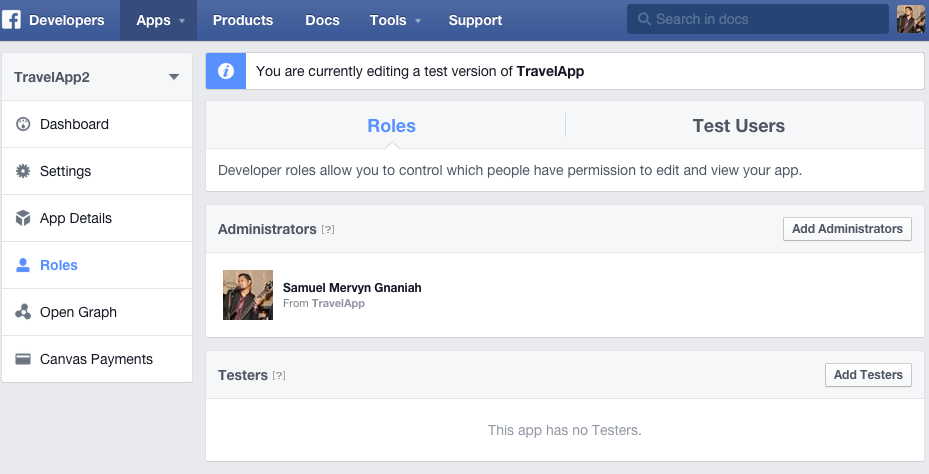 Developers Apps Products Docs Tools Support Search in docs
TravelApp2
Dashboard
Settings
App Details
Roles
Open Graph
Canvas Payments
You are currently editing a test version of TravelApp
Roles Test Users
Developer roles allow you to control which people have permission to edit and view your app.
Administrators [?] Add Administrators
Samuel Mervyn Gnaniah
From TravelApp
Testers [?] Add Testers
This app has no Testers.